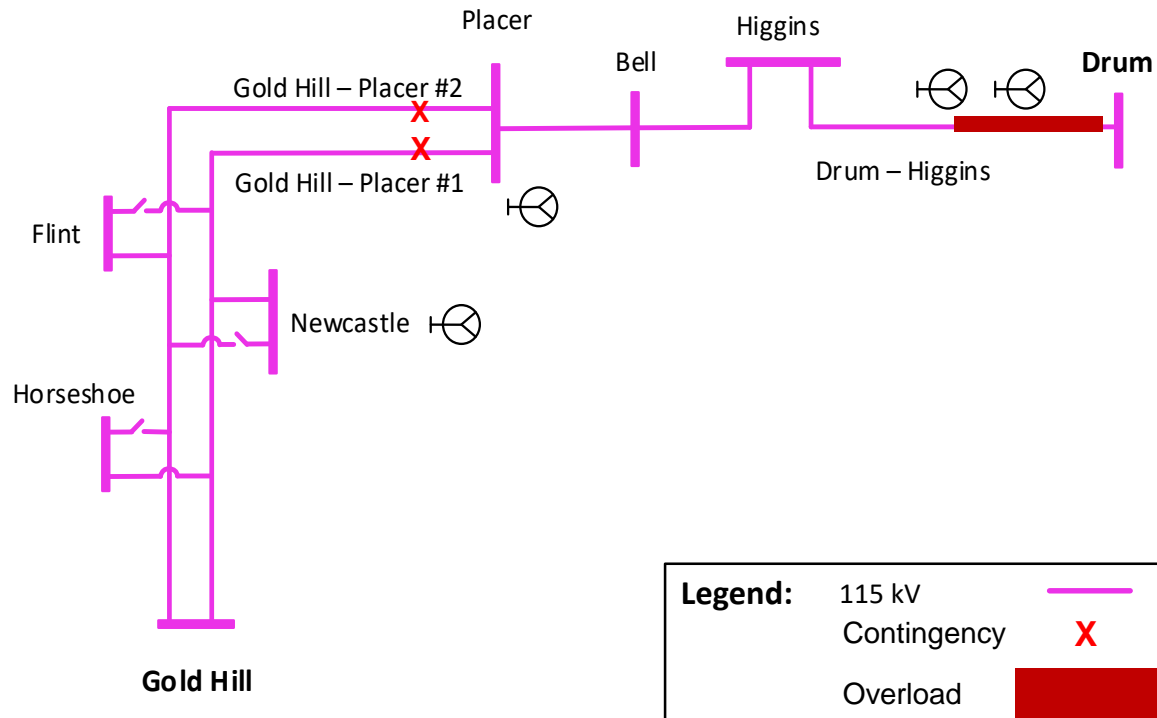 Placer
Higgins
Bell
Drum
Gold Hill – Placer #2
X
X
Gold Hill – Placer #1
Drum – Higgins
Flint
Newcastle
Horseshoe
Gold Hill
Legend:
115 kV
Contingency X
Overload